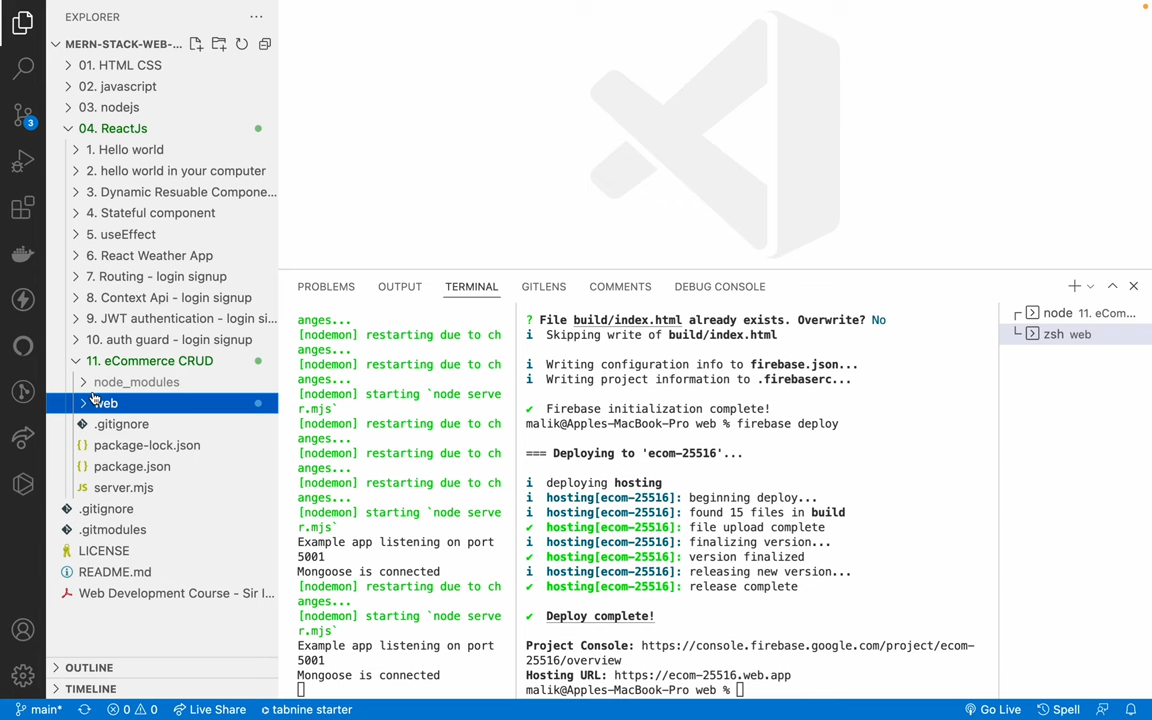 EXPLORER
MERN-STACK-WEB-...
01. HTML CSS
02. javascript
03. nodejs
04. ReactJs
1. Hello world
2. hello world in your computer
3. Dynamic Resuable Compone...
4. Stateful component
5. useEffect
6. React Weather App
7. Routing - login signup
8. Context Api - login signup
9. JWT authentication - login si...
10. auth guard - login signup
11. eCommerce CRUD
node_modules
web
.gitignore
package-lock.json
package.json
JS server.mjs
.gitignore
.gitmodules
LICENSE
README.md
Web Development Course - Sir I...
OUTLINE
TIMELINE
3
PROBLEMS OUTPUT TERMINAL GITLENS COMMENTS DEBUG CONSOLE
anges...
[nodemon] restarting due to ch
anges...
[nodemon] restarting due to ch
anges...
[nodemon] starting `node serve
r.mjs`
[nodemon] restarting due to ch
anges...
[nodemon] restarting due to ch
anges...
[nodemon] restarting due to ch
anges...
[nodemon] starting `node serve
r.mjs`
Example app listening on port
5001
Mongoose is connected
[nodemon] restarting due to ch
anges...
[nodemon] starting `node serve
r.mjs`
Example app listening on port
5001
Mongoose is connected
? File build/index.html already exists. Overwrite? No
i Skipping write of build/index.html
i Writing configuration info to firebase.json...
i Writing project information to .firebaserc...
✔ Firebase initialization complete!
malik@Apples-MacBook-Pro web % firebase deploy
=== Deploying to 'ecom-25516'...
i deploying hosting
i hosting[ecom-25516]: beginning deploy...
i hosting[ecom-25516]: found 15 files in build
✔ hosting[ecom-25516]: file upload complete
i hosting[ecom-25516]: finalizing version...
✔ hosting[ecom-25516]: version finalized
i hosting[ecom-25516]: releasing new version...
✔ hosting[ecom-25516]: release complete
✔ Deploy complete!
Project Console: https://console.firebase.google.com/project/ecom-
25516/overview
Hosting URL: https://ecom-25516.web.app
malik@Apples-MacBook-Pro web %
node 11. eCom...
zsh web
main* 0 0 Live Share tabnine starter Go Live Spell